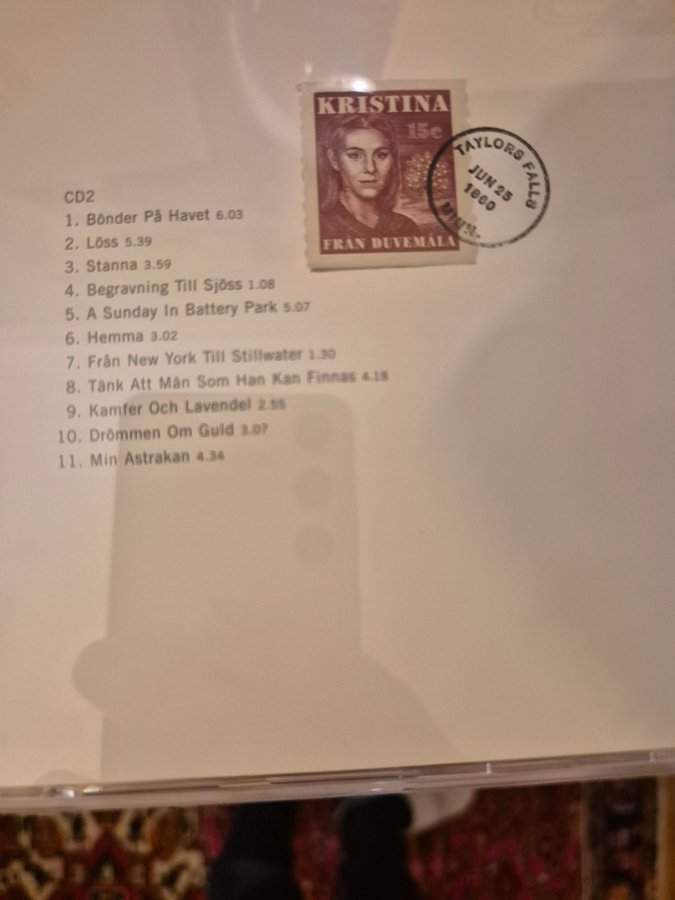 KRISTINA
15c
FRÅN DUVEMÅLA
TAYLORS FALLS
JUN 25
1860
MINN.
CD2
1. Bönder På Havet 6.03
2. Löss 5.39
3. Stanna 3.59
4. Begravning Till Sjöss 1.08
5. A Sunday In Battery Park 5.07
6. Hemma 3.02
7. Från New York Till Stillwater 1.30
8. Tänk Att Män Som Han Kan Finnas 4.18
9. Kamfer Och Lavendel 2.55
10. Drömmen Om Guld 3.07
11. Min Astrakan 4.34